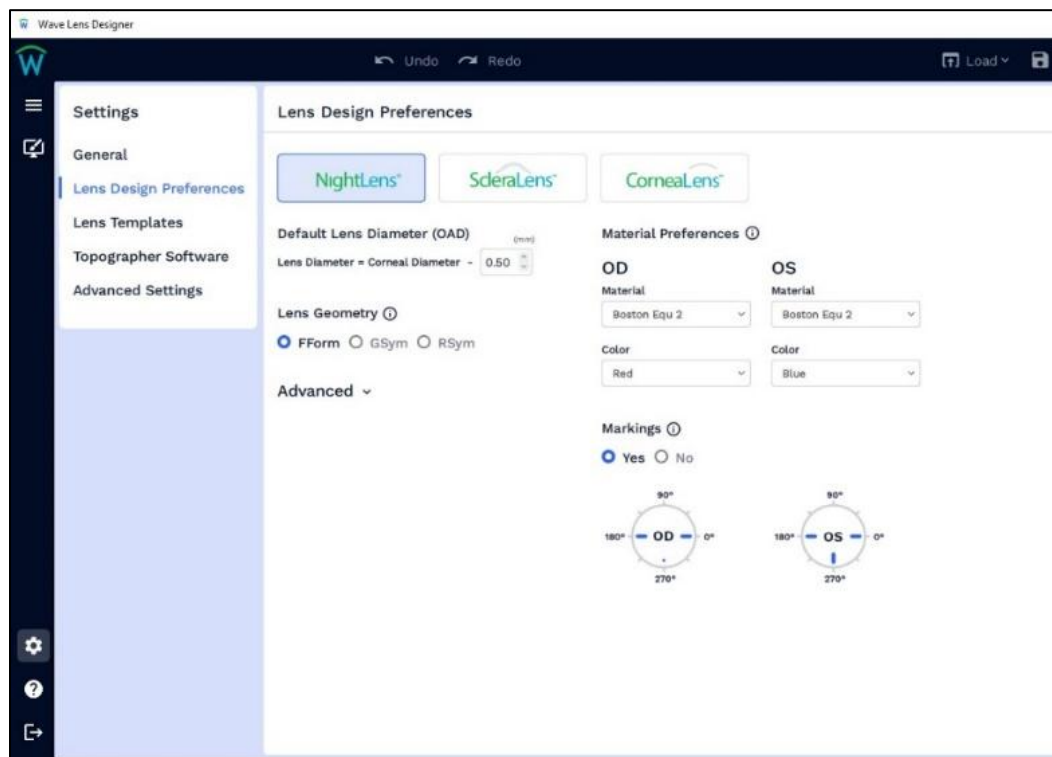 Wave Lens Designer
W
Undo Redo
Load
Settings
General
Lens Design Preferences
Lens Templates
Topographer Software
Advanced Settings
Lens Design Preferences
NightLens
ScleraLens
CorneaLens
Default Lens Diameter (OAD)
(mm)
Lens Diameter = Corneal Diameter - 0.50
Lens Geometry
FForm GSym RSym
Advanced
Material Preferences
OD OS
Material Material
Boston Equ 2 Boston Equ 2
Color Color
Red Blue
Markings
Yes No
90° 90°
180° OD 0° 180° OS 0°
270° 270°